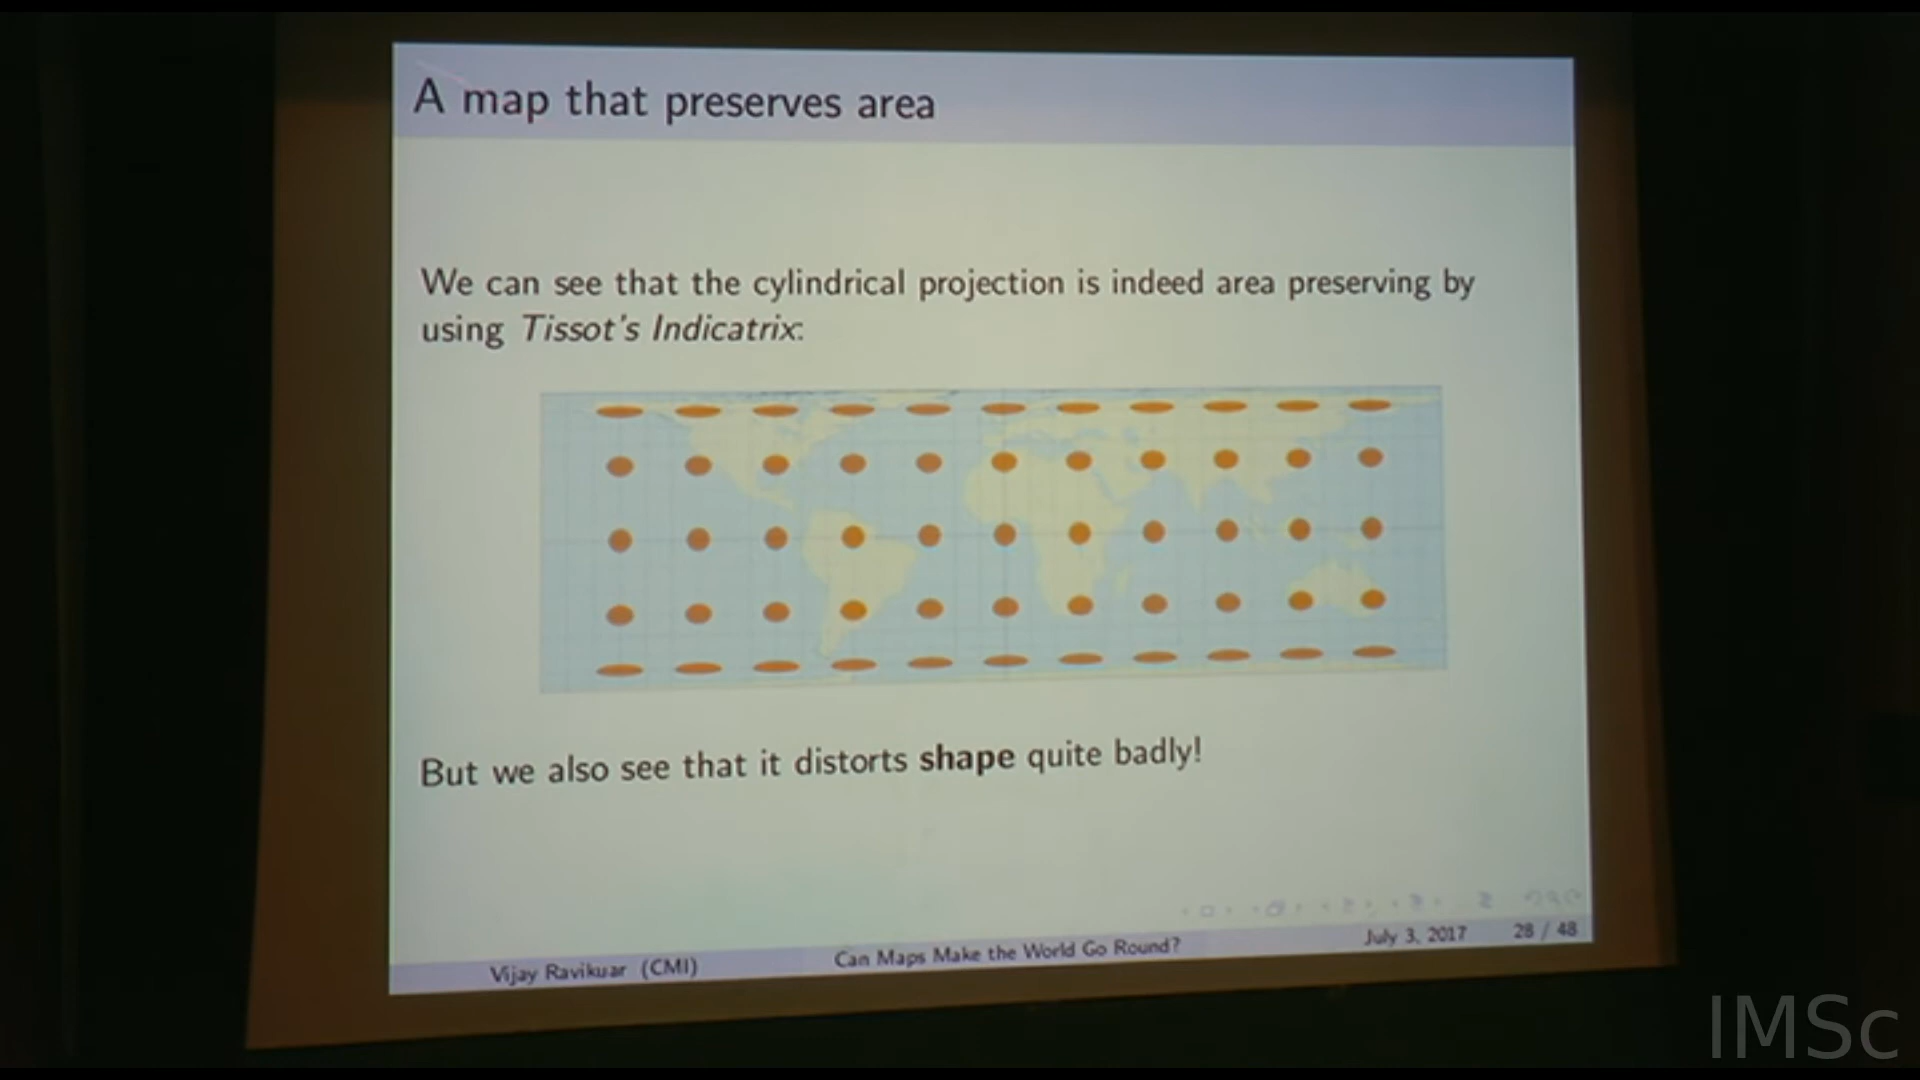 A map that preserves area
We can see that the cylindrical projection is indeed area preserving by
using Tissot's Indicatrix:
But we also see that it distorts shape quite badly!
Vijay Ravikuar (CMI)
Can Maps Make the World Go Round?
July 3, 2017
28 / 48
IMSc